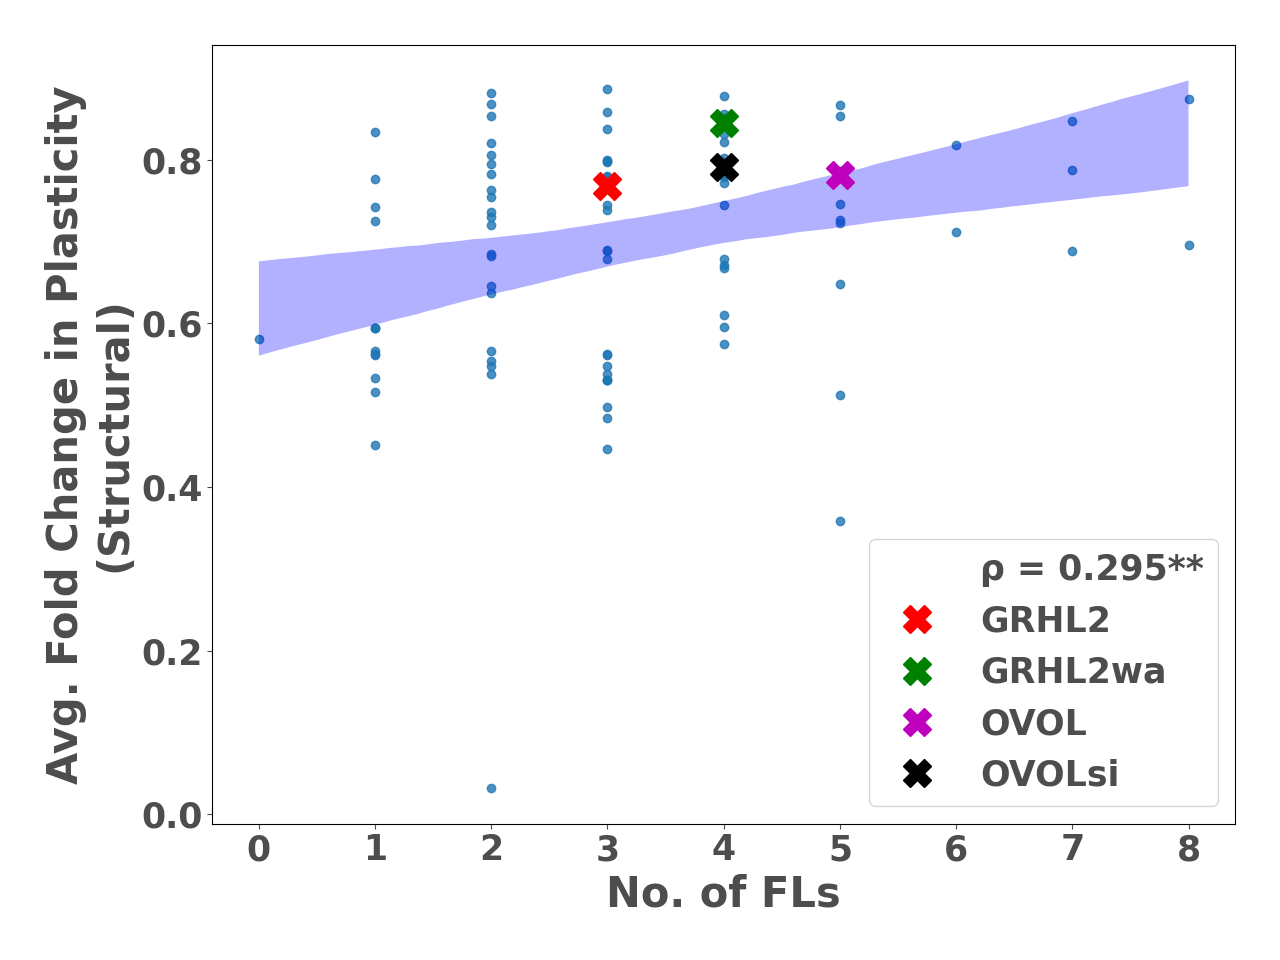 Avg. Fold Change in Plasticity
(Structural)
0.8
0.6
0.4
0.2
0.0
ρ = 0.295**
GRHL2
GRHL2wa
OVOL
OVOLsi
0 1 2 3 4 5 6 7 8
No. of FLs